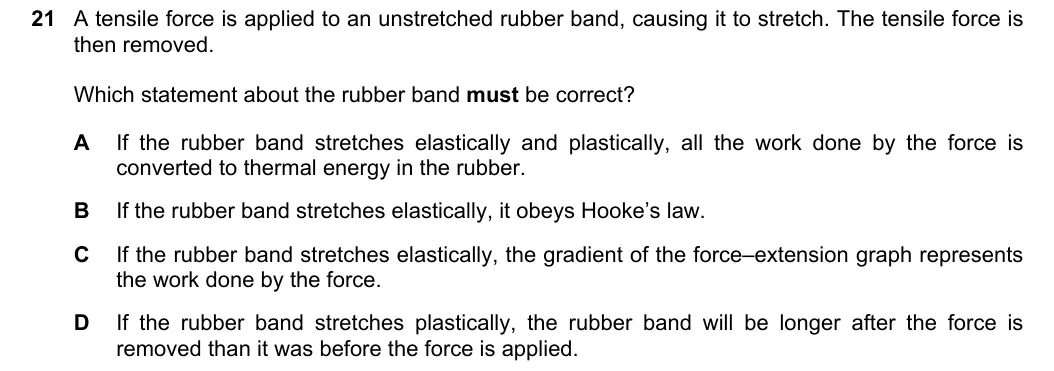 21 A tensile force is applied to an unstretched rubber band, causing it to stretch. The tensile force is
then removed.
Which statement about the rubber band must be correct?
A If the rubber band stretches elastically and plastically, all the work done by the force is
converted to thermal energy in the rubber.
B If the rubber band stretches elastically, it obeys Hooke’s law.
C If the rubber band stretches elastically, the gradient of the force–extension graph represents
the work done by the force.
D If the rubber band stretches plastically, the rubber band will be longer after the force is
removed than it was before the force is applied.